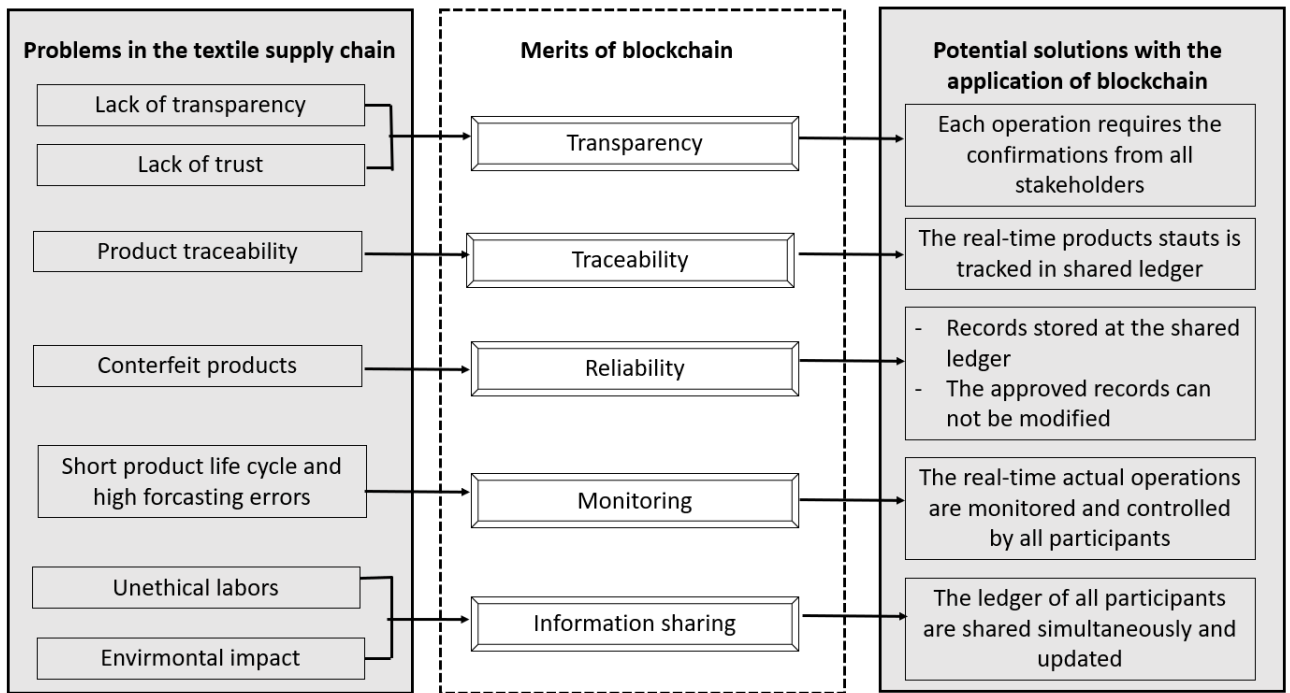 Problems in the textile supply chain
Lack of transparency
Lack of trust
Product traceability
Conterfeit products
Short product life cycle and
high forcasting errors
Unethical labors
Envirmontal impact
Merits of blockchain
Transparency
Traceability
Reliability
Monitoring
Information sharing
Potential solutions with the
application of blockchain
Each operation requires the
confirmations from all
stakeholders
The real-time products stauts is
tracked in shared ledger
- Records stored at the shared
ledger
- The approved records can
not be modified
The real-time actual operations
are monitored and controlled
by all participants
The ledger of all participants
are shared simultaneously and
updated